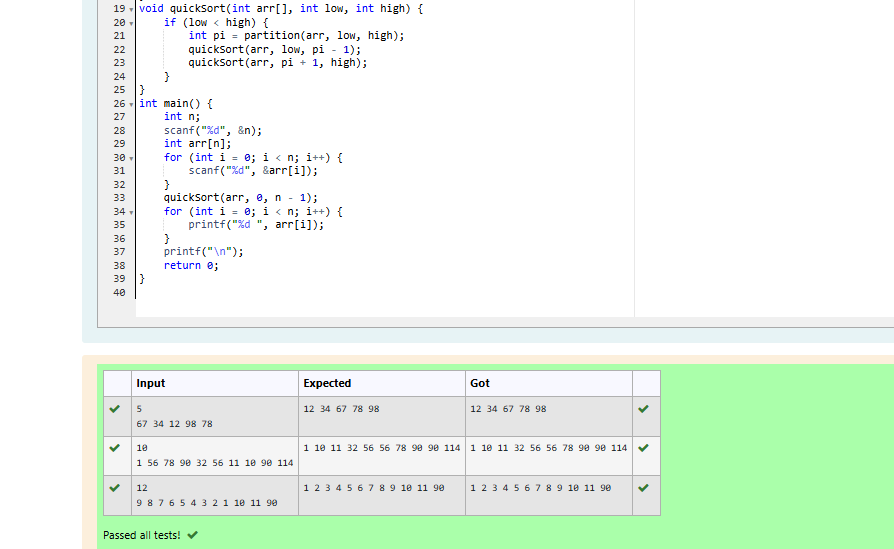 19 void quickSort(int arr[], int low, int high) {
20 if (low < high) {
21 int pi = partition(arr, low, high);
22 quickSort(arr, low, pi - 1);
23 quickSort(arr, pi + 1, high);
24 }
25 }
26 int main() {
27 int n;
28 scanf("%d", &n);
29 int arr[n];
30 for (int i = 0; i < n; i++) {
31 scanf("%d", &arr[i]);
32 }
33 quickSort(arr, 0, n - 1);
34 for (int i = 0; i < n; i++) {
35 printf("%d ", arr[i]);
36 }
37 printf("\n");
38 return 0;
39 }
40
Input Expected Got
5 12 34 67 78 98 12 34 67 78 98
67 34 12 98 78
10 1 10 11 32 56 56 78 90 90 114 1 10 11 32 56 56 78 90 90 114
1 56 78 90 32 56 11 10 90 114
12 1 2 3 4 5 6 7 8 9 10 11 90 1 2 3 4 5 6 7 8 9 10 11 90
9 8 7 6 5 4 3 2 1 10 11 90
Passed all tests!